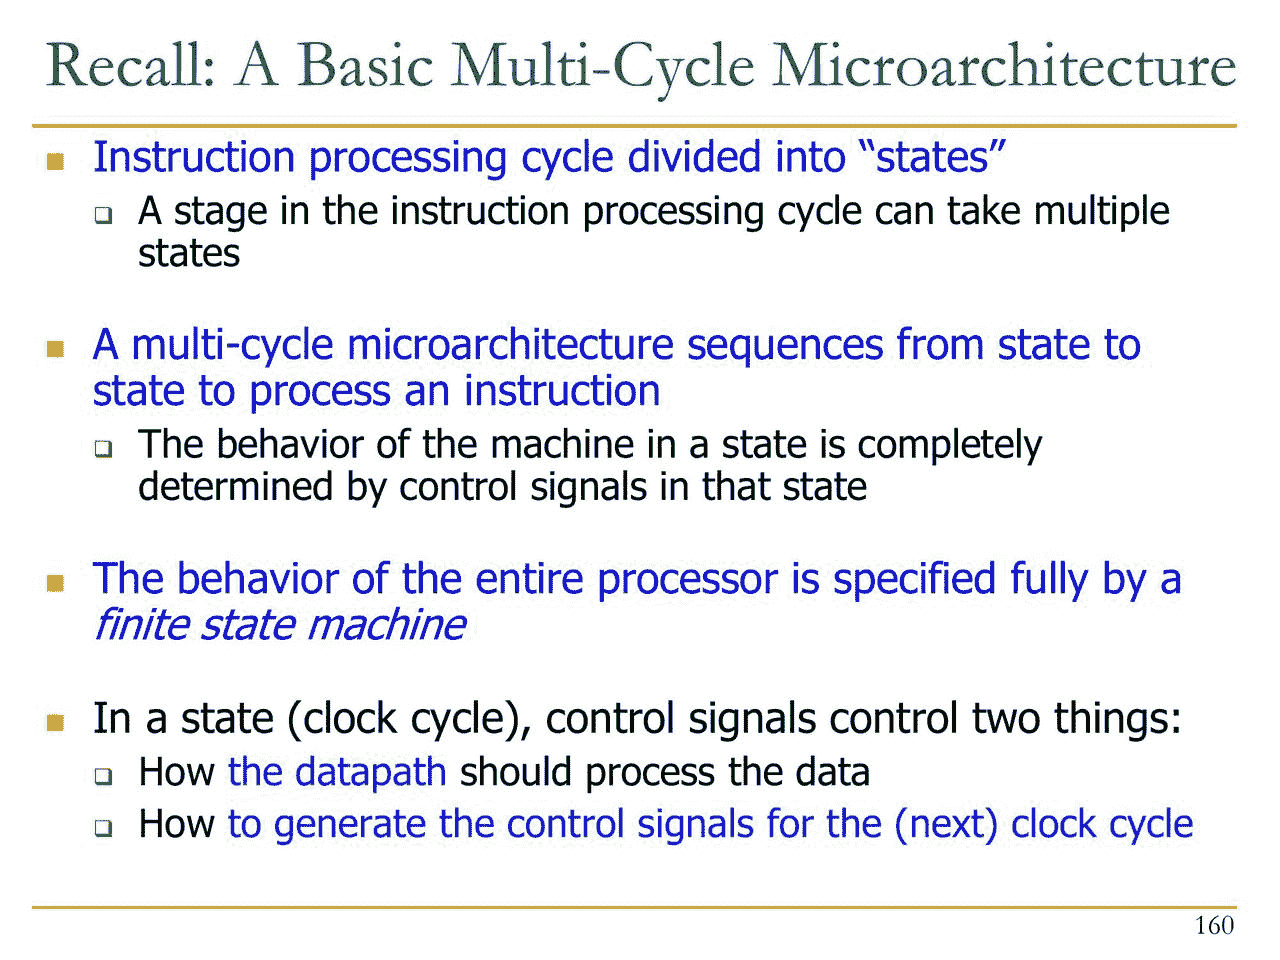 Recall: A Basic Multi-Cycle Microarchitecture
Instruction processing cycle divided into “states”
A stage in the instruction processing cycle can take multiple
states
A multi-cycle microarchitecture sequences from state to
state to process an instruction
The behavior of the machine in a state is completely
determined by control signals in that state
The behavior of the entire processor is specified fully by a
finite state machine
In a state (clock cycle), control signals control two things:
How the datapath should process the data
How to generate the control signals for the (next) clock cycle
160